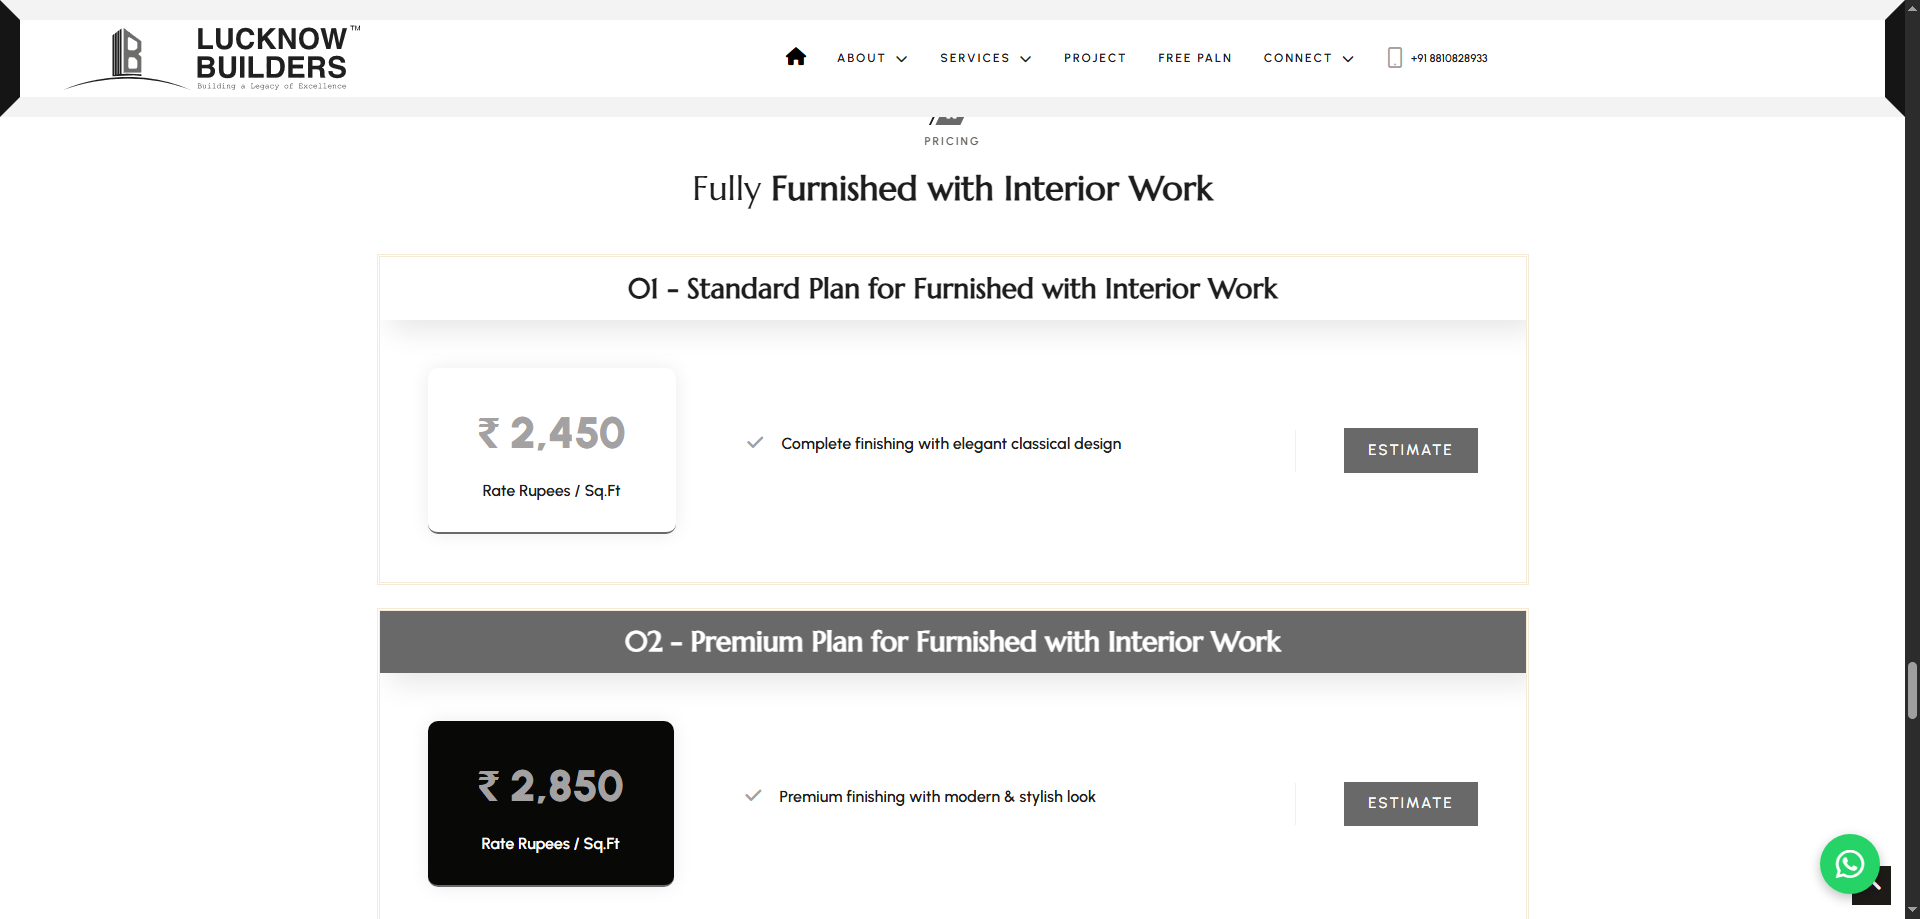 LUCKNOW™
BUILDERS
Building a Legacy of Excellence
ABOUT
SERVICES
PROJECT
FREE PALN
CONNECT
+91 8810828933
PRICING
Fully Furnished with Interior Work
01 - Standard Plan for Furnished with Interior Work
₹ 2,450
Rate Rupees / Sq.Ft
Complete finishing with elegant classical design
ESTIMATE
02 - Premium Plan for Furnished with Interior Work
₹ 2,850
Rate Rupees / Sq.Ft
Premium finishing with modern & stylish look
ESTIMATE